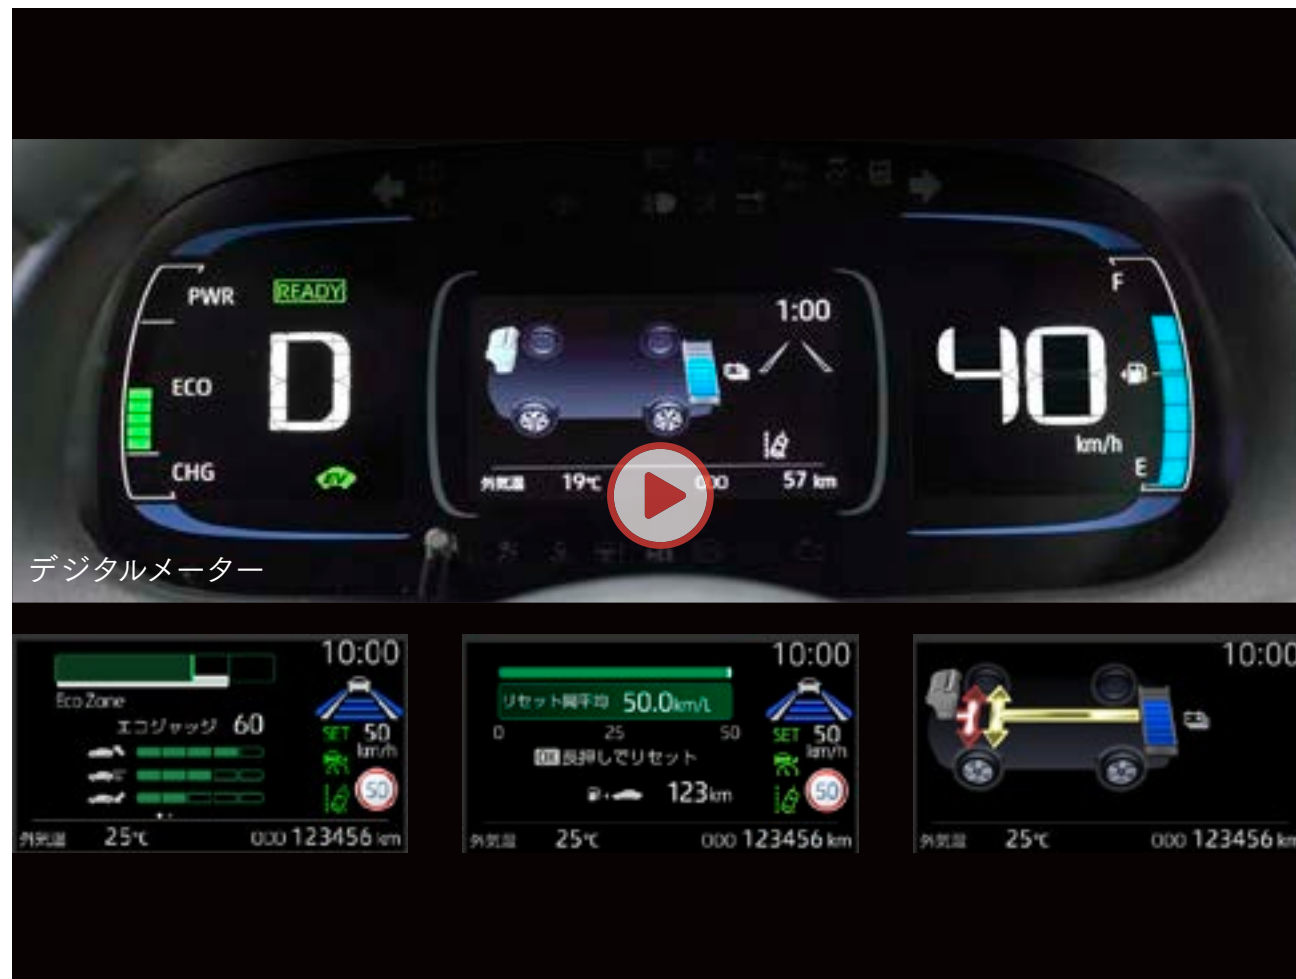 PWR
READY
ECO
CHG
D
EV
1:00
外気温 19℃ 000 57 km
F
40
km/h
E
デジタルメーター
10:00
Eco Zone
エコジャッジ 60
SET 50
km/h
50
外気温 25℃ 000 123456 km
10:00
リセット間平均 50.0km/L
0 25 50
SET 50
km/h
OK長押しでリセット
50
123km
外気温 25℃ 000 123456 km
10:00
外気温 25℃ 000 123456 km